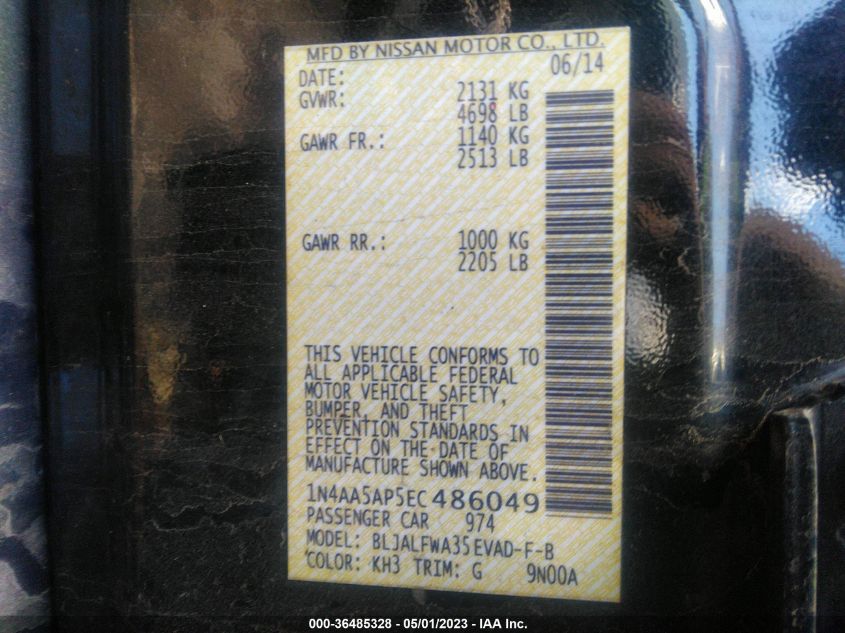 MFD BY NISSAN MOTOR CO., LTD.
DATE: 06/14
GVWR: 2131 KG
4698 LB
GAWR FR.: 1140 KG
2513 LB
GAWR RR.: 1000 KG
2205 LB
THIS VEHICLE CONFORMS TO
ALL APPLICABLE FEDERAL
MOTOR VEHICLE SAFETY,
BUMPER, AND THEFT
PREVENTION STANDARDS IN
EFFECT ON THE DATE OF
MANUFACTURE SHOWN ABOVE.
1N4AA5AP5EC486049
PASSENGER CAR 974
MODEL: BLJALFWA35EVAD-F-B
COLOR: KH3 TRIM: G 9N00A
000-36485328 - 05/01/2023 - IAA Inc.